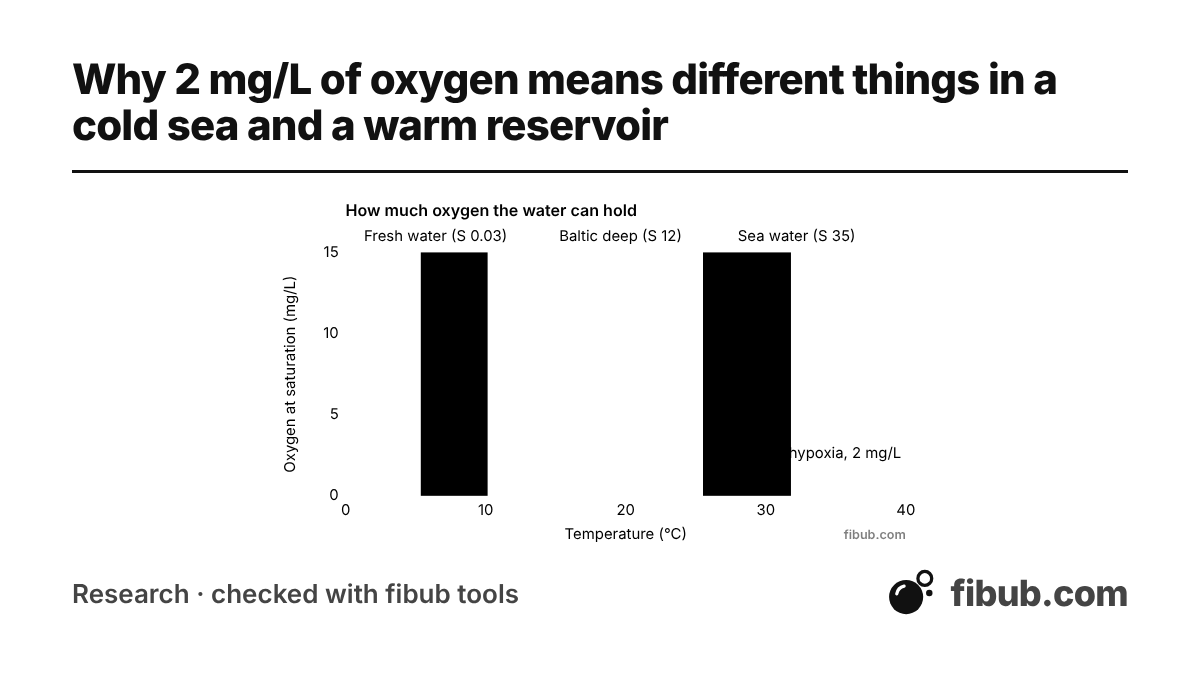 Why 2 mg/L of oxygen means different things in a
cold sea and a warm reservoir
How much oxygen the water can hold
Fresh water (S 0.03)
Baltic deep (S 12)
Sea water (S 35)
Oxygen at saturation (mg/L)
15
10
5
0
0
10
20
30
40
hypoxia, 2 mg/L
Temperature (°C)
fibub.com
Research · checked with fibub tools
fibub.com